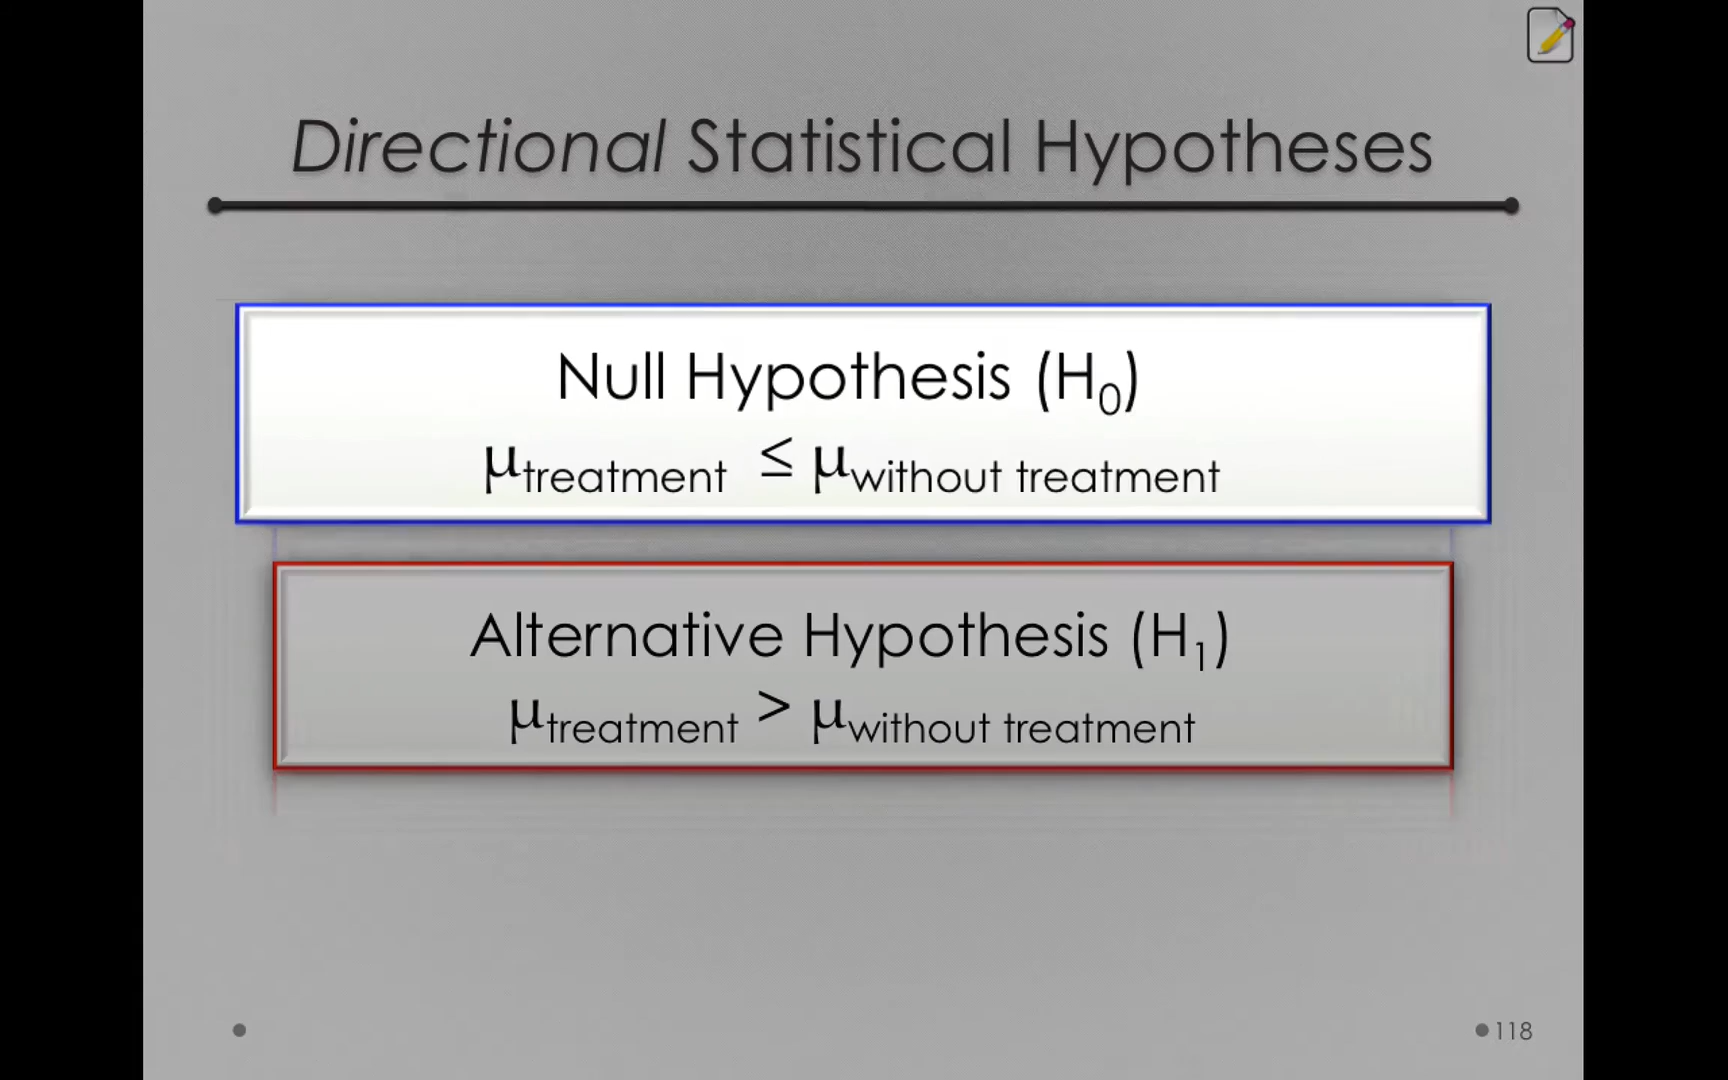 Directional Statistical Hypotheses
Null Hypothesis (H₀)
μtreatment ≤ μwithout treatment
Alternative Hypothesis (H₁)
μtreatment > μwithout treatment
118